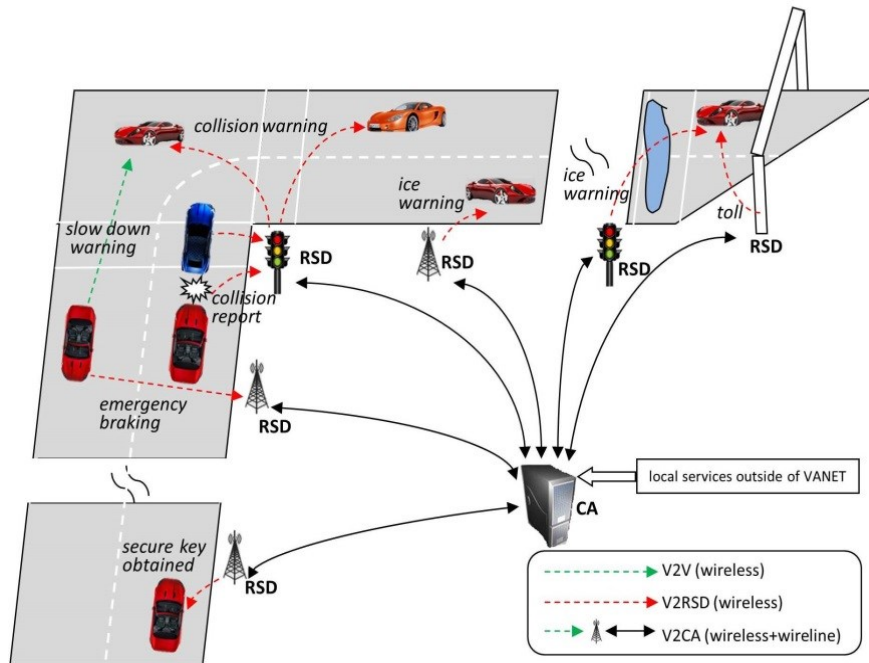 collision warning
ice
warning
ice
warning
toll
RSD
slow down
warning
RSD
RSD
RSD
collision
report
emergency
braking
RSD
local services outside of VANET
CA
secure key
obtained
RSD
V2V (wireless)
V2RSD (wireless)
V2CA (wireless+wireline)